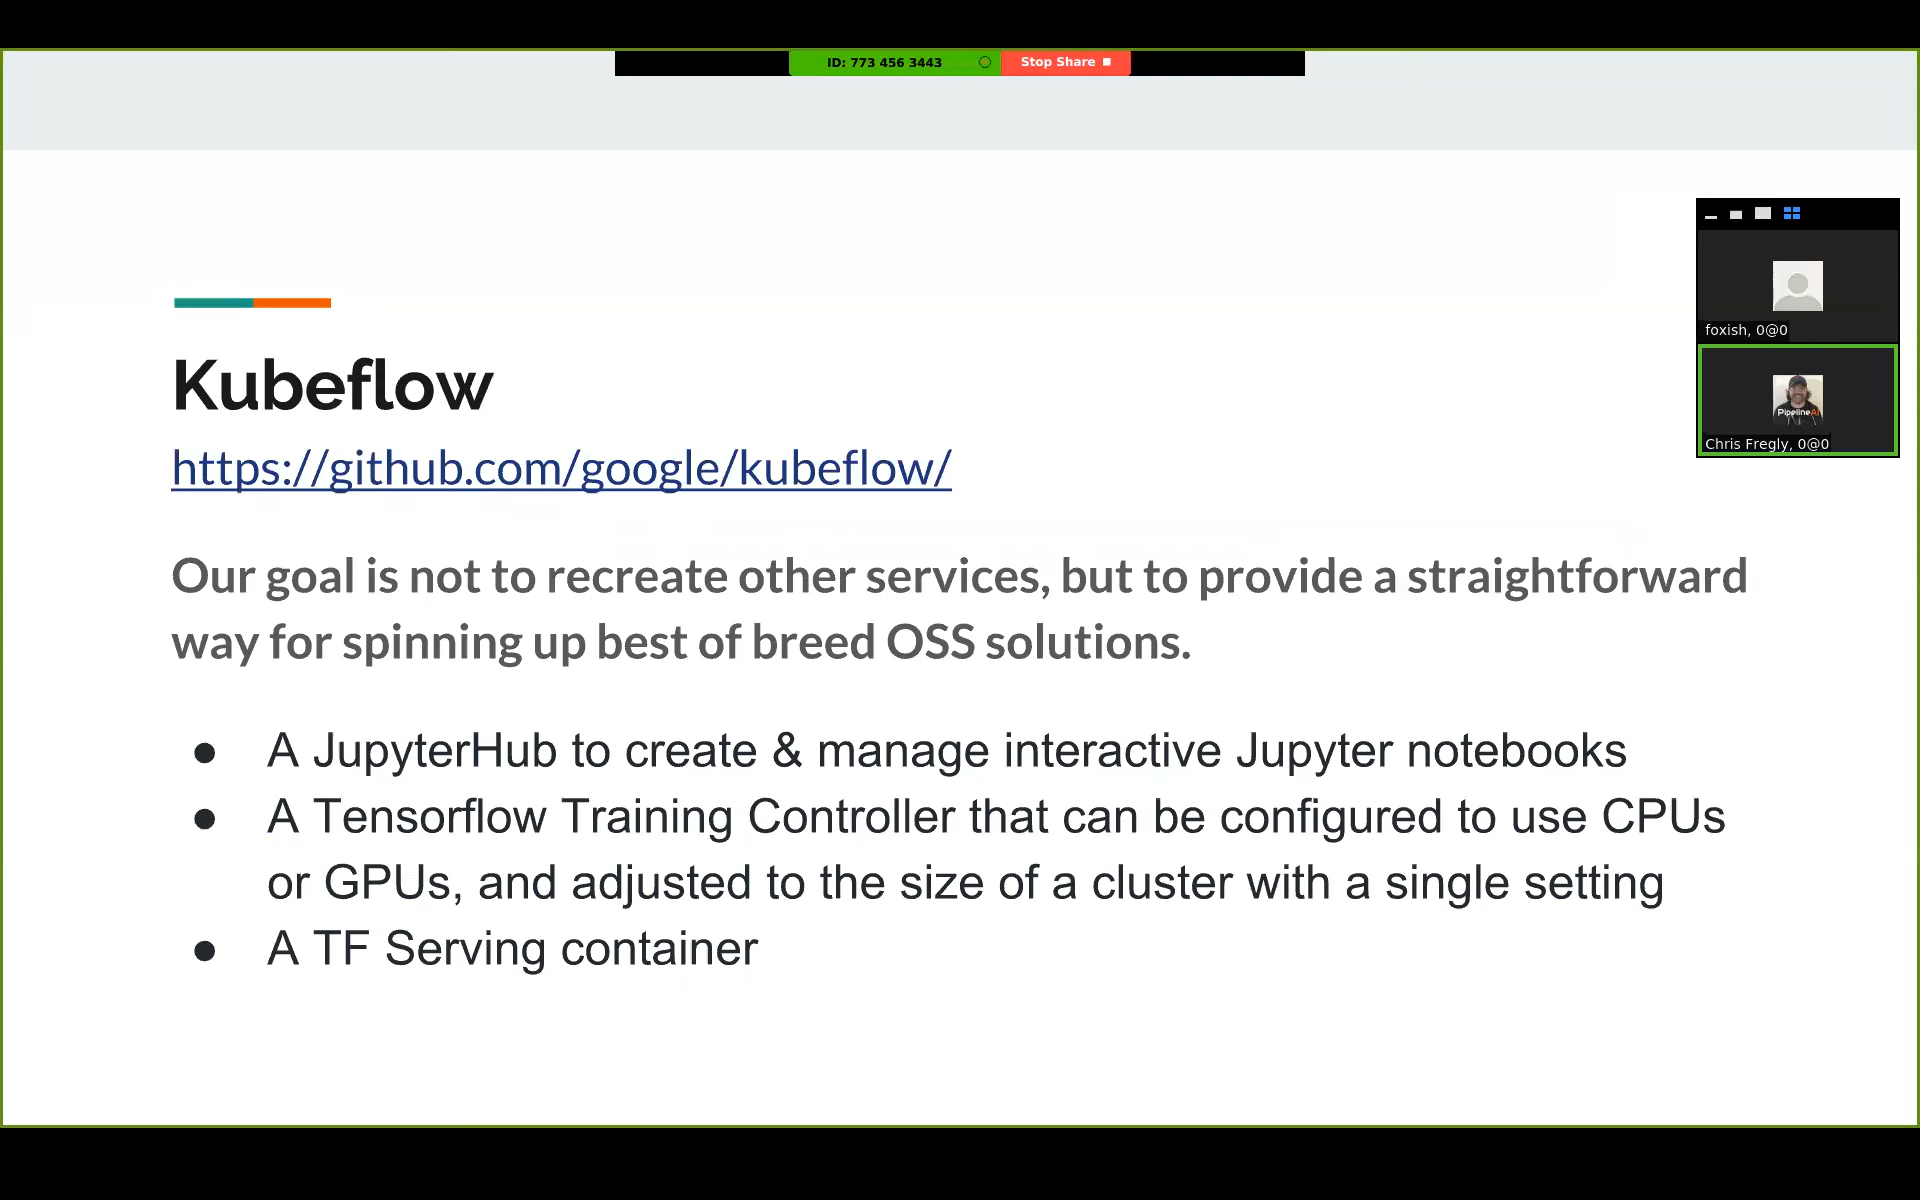 ID: 773 456 3443 Stop Share
Kubeflow
https://github.com/google/kubeflow/
Our goal is not to recreate other services, but to provide a straightforward
way for spinning up best of breed OSS solutions.
● A JupyterHub to create & manage interactive Jupyter notebooks
● A Tensorflow Training Controller that can be configured to use CPUs
or GPUs, and adjusted to the size of a cluster with a single setting
● A TF Serving container
foxish, 0@0
PipelineAI
Chris Fregly, 0@0